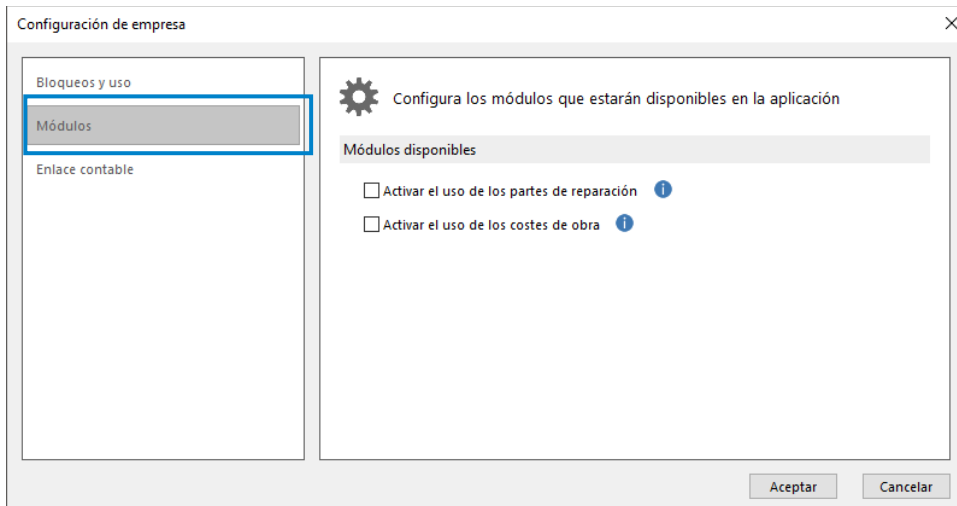 Configuración de empresa
Bloqueos y uso
Módulos
Enlace contable
Configura los módulos que estarán disponibles en la aplicación
Módulos disponibles
Activar el uso de los partes de reparación
Activar el uso de los costes de obra
Aceptar
Cancelar